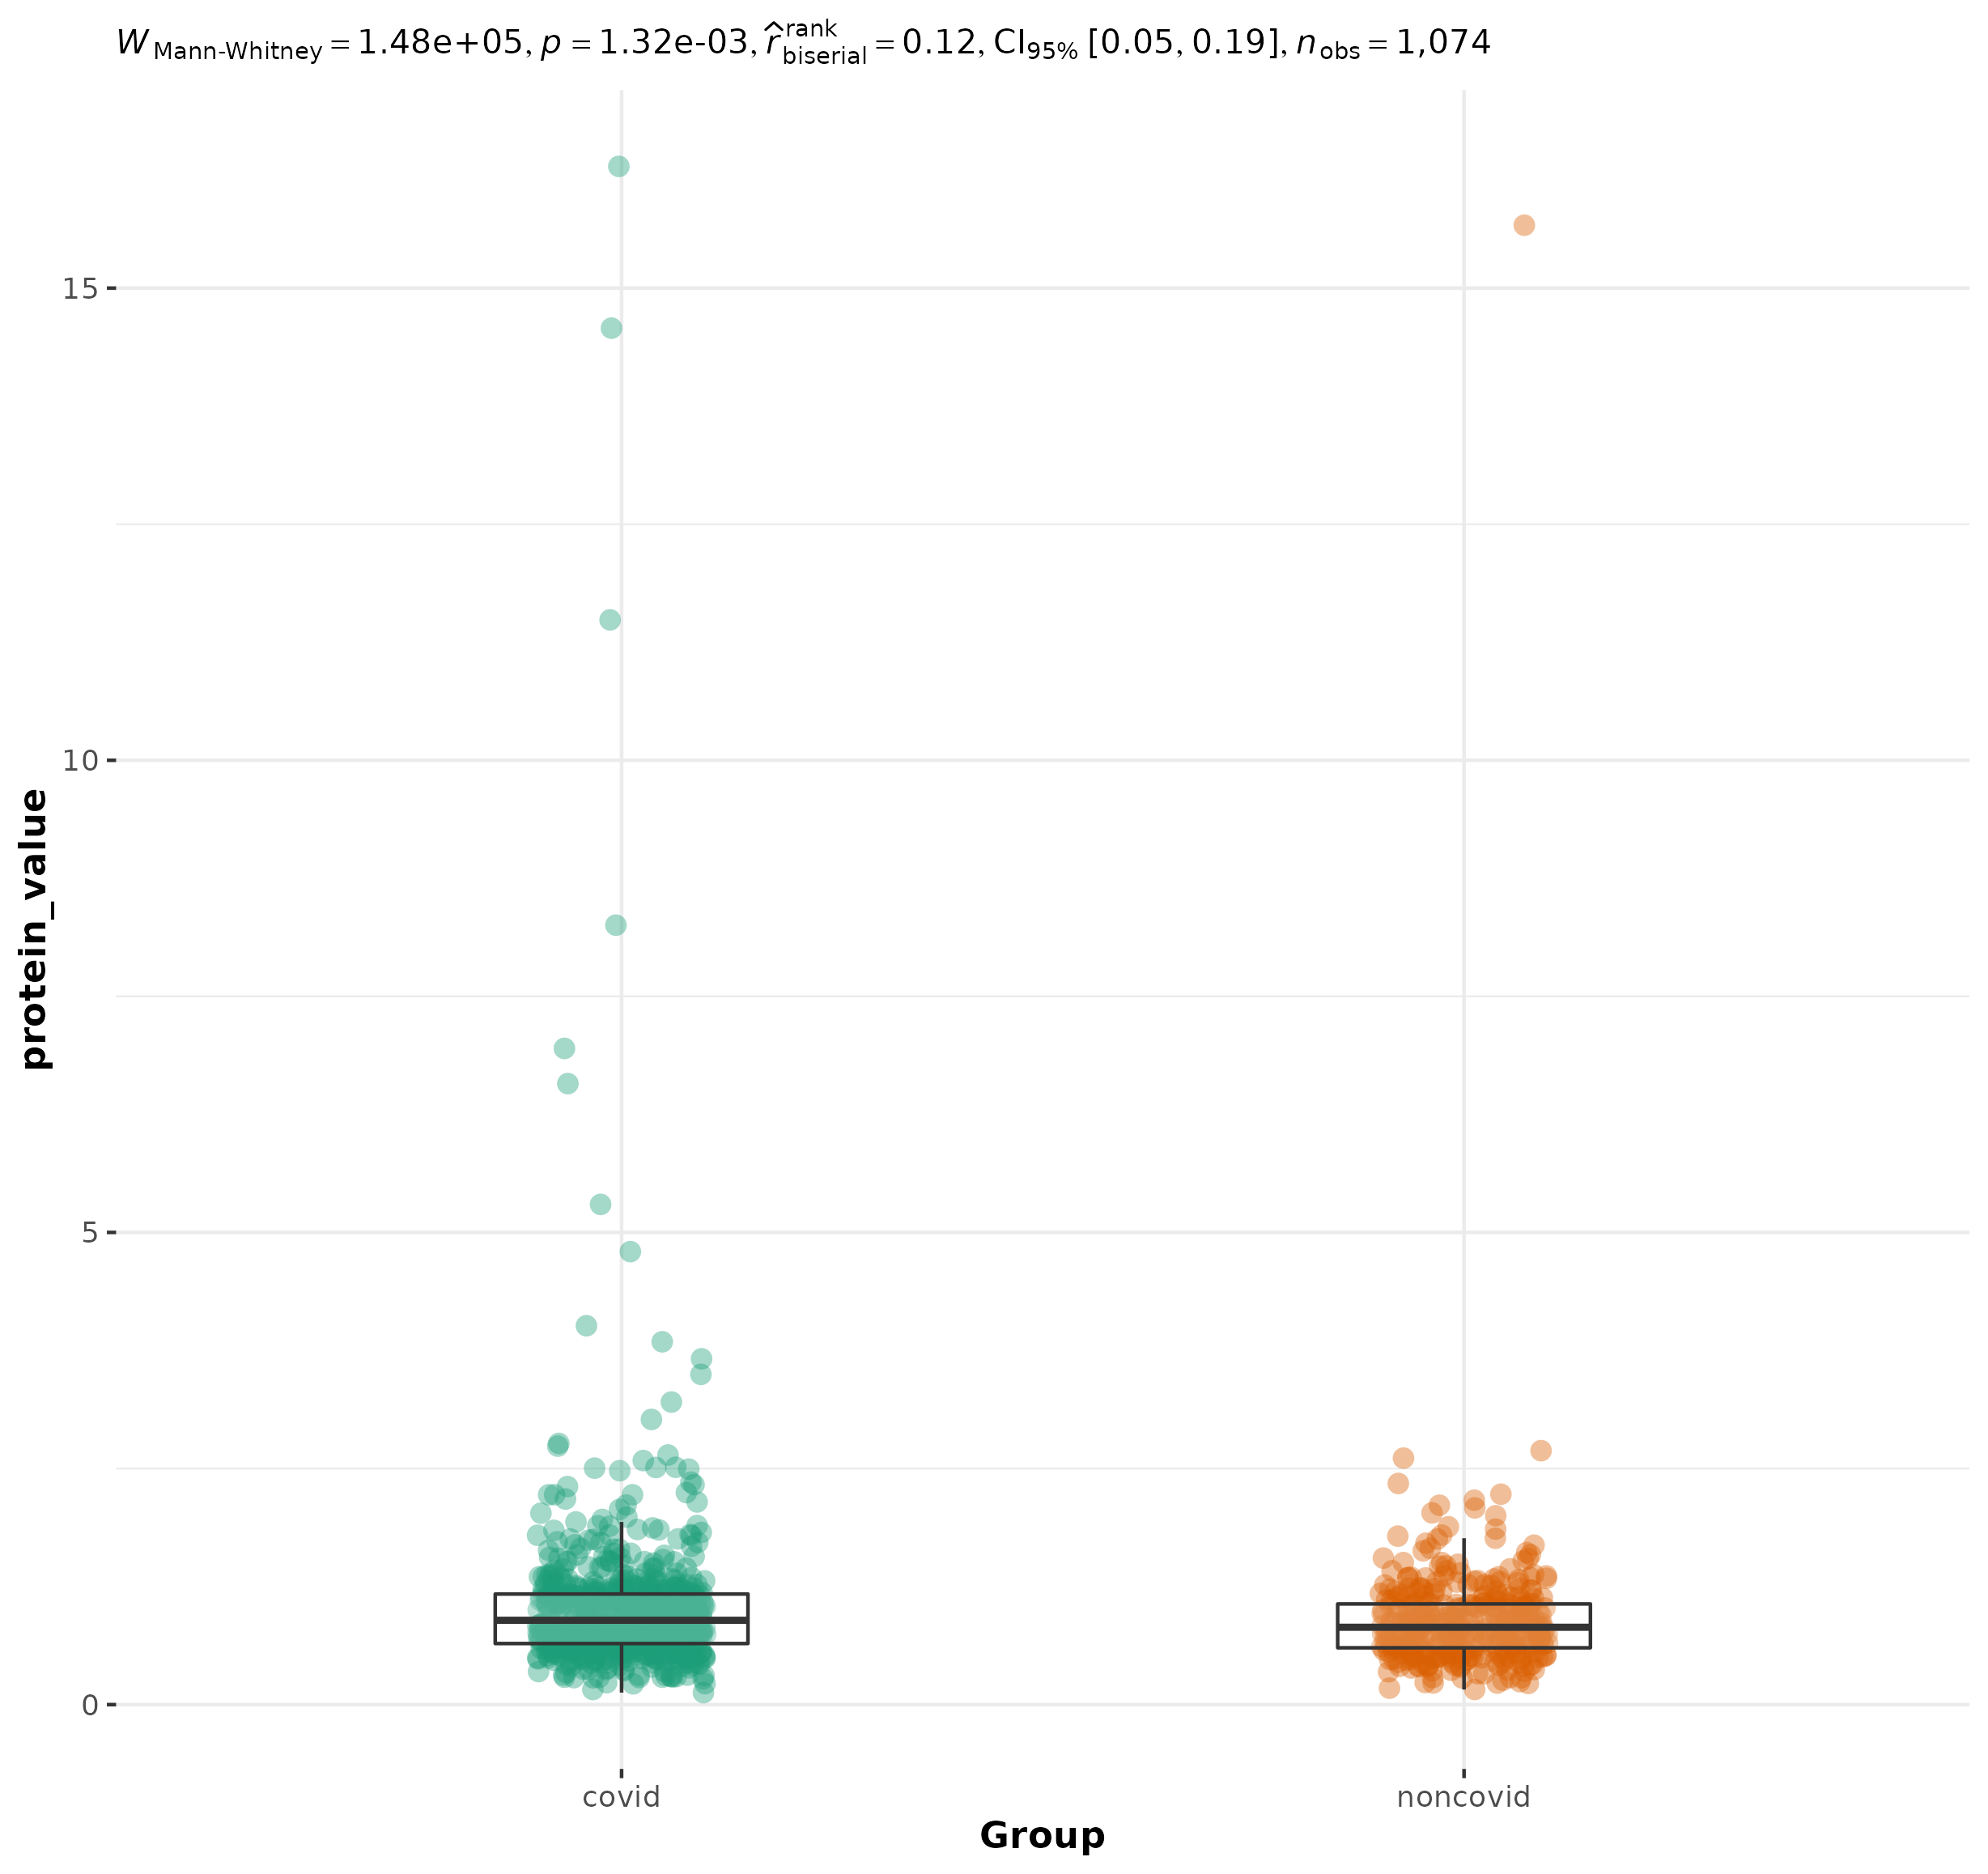 W Mann-Whitney = 1.48e+05, p = 1.32e-03, r̂ rank biserial = 0.12, CI95% [0.05, 0.19], nobs = 1,074
15
10
5
0
protein_value
covid noncovid
Group